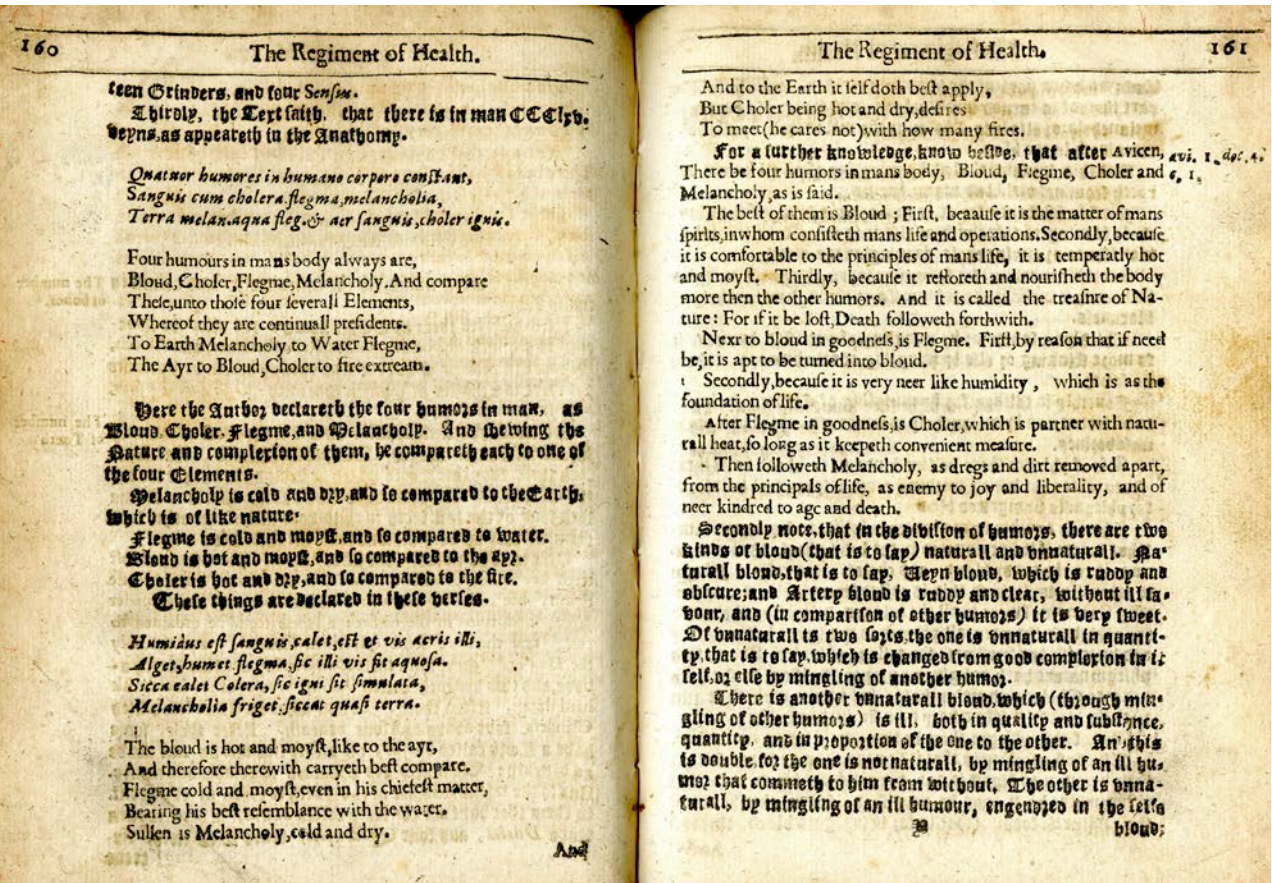 160
The Regiment of Health.
teen Grinders, and four Sensus.
Thirdly, the Text saith, that there is in man CCClxv.
veyns, as appeareth in the Anathomy.
Quatuor humores in humano corpore constant,
Sanguis cum cholera, flegma, melancholia,
Terra melan. aqua fleg. & aer sanguis, choler ignis.
Four humours in mans body always are,
Bloud, Choler, Flegme, Melancholy. And compare
These, unto those four severall Elements,
Whereof they are continuall presidents.
To Earth Melancholy, to Water Flegme,
The Ayr to Bloud, Choler to fire extream.
Here the Author declareth the four humors in man, as
Bloud, Choler, Flegme, and Melancholy. And shewing the
Nature and complexion of them, he compareth each to one of
the four Elements.
Melancholy is cold and dry, and so compared to the Earth,
which is of like nature.
Flegme is cold and moyst, and so compared to water.
Bloud is hot and moyst, and so compared to the ayr.
Choler is hot and dry, and so compared to the fire.
These things are declared in these verses.
Humidus est sanguis, calet, est et vis aeris illi,
Alget, humet flegma, sic illi vis fit aquosa.
Sicca calet Colera, sic igni fit simulata,
Melancholia friget, siccat quasi terra.
The bloud is hot and moyst, like to the ayr,
And therefore therewith carryeth best compare.
Flegme cold and moyst, even in his chiefest matter,
Bearing his best resemblance with the water.
Sullen is Melancholy, cold and dry.
And
The Regiment of Health.
161
And to the Earth it self doth best apply,
But Choler being hot and dry, desires
To meet (he cares not) with how many fires.
For a further knowledge, know beside, that after Avicen, avi. 1. doc. 4.
There be four humors in mans body, Bloud, Flegme, Choler and c. 1.
Melancholy, as is said.
The best of them is Bloud ; First, beaause it is the matter of mans
spirits, in whom consisteth mans life and operations. Secondly, because
it is comfortable to the principles of mans life, it is temperatly hot
and moyst. Thirdly, because it restoreth and nourisheth the body
more then the other humors. And it is called the treasure of Na-
ture : For if it be lost, Death followeth forthwith.
Nexr to bloud in goodness, is Flegme. First, by reason that if need
be, it is apt to be turned into bloud.
Secondly, because it is very neer like humidity , which is as the
foundation of life.
After Flegme in goodness, is Choler, which is partner with natu-
rall heat, so long as it keepeth convenient measure.
Then followeth Melancholy, as dregs and dirt removed apart,
from the principals of life, as enemy to joy and liberality, and of
neer kindred to age and death.
Secondly note, that in the division of humors, there are two
kinds of bloud (that is to say) naturall and vnnaturall. Na-
turall bloud, that is to say, Veyn bloud, which is ruddy and
obscure; and Artery bloud is ruddy and clear, without ill sa-
vour, and (in comparison of other humors) it is very sweet.
Of vnnaturall is two sorts, the one is vnnaturall in quanti-
ty, that is to say, which is changed from good complexion in it
self, or else by mingling of another humor.
There is another vnnaturall bloud, which (through min-
gling of other humors) is ill, both in quality and substance,
quantity, and in proportion of the one to the other. And this
is double, for the one is not naturall, by mingling of an ill hu-
mor that commeth to him from without. The other is vnna-
turall, by mingling of an ill humour, engendred in the selfe
bloud;